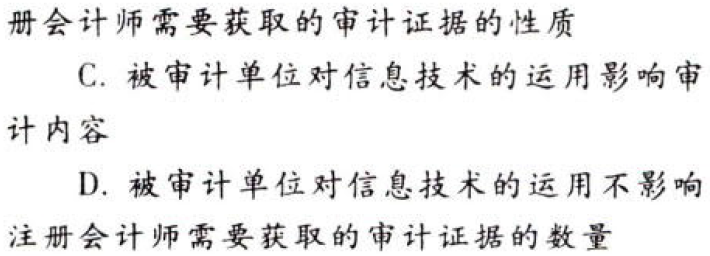 册会计师需要获取的审计证据的性质
C. 被审计单位对信息技术的运用影响审
计内容
D. 被审计单位对信息技术的运用不影响
注册会计师需要获取的审计证据的数量